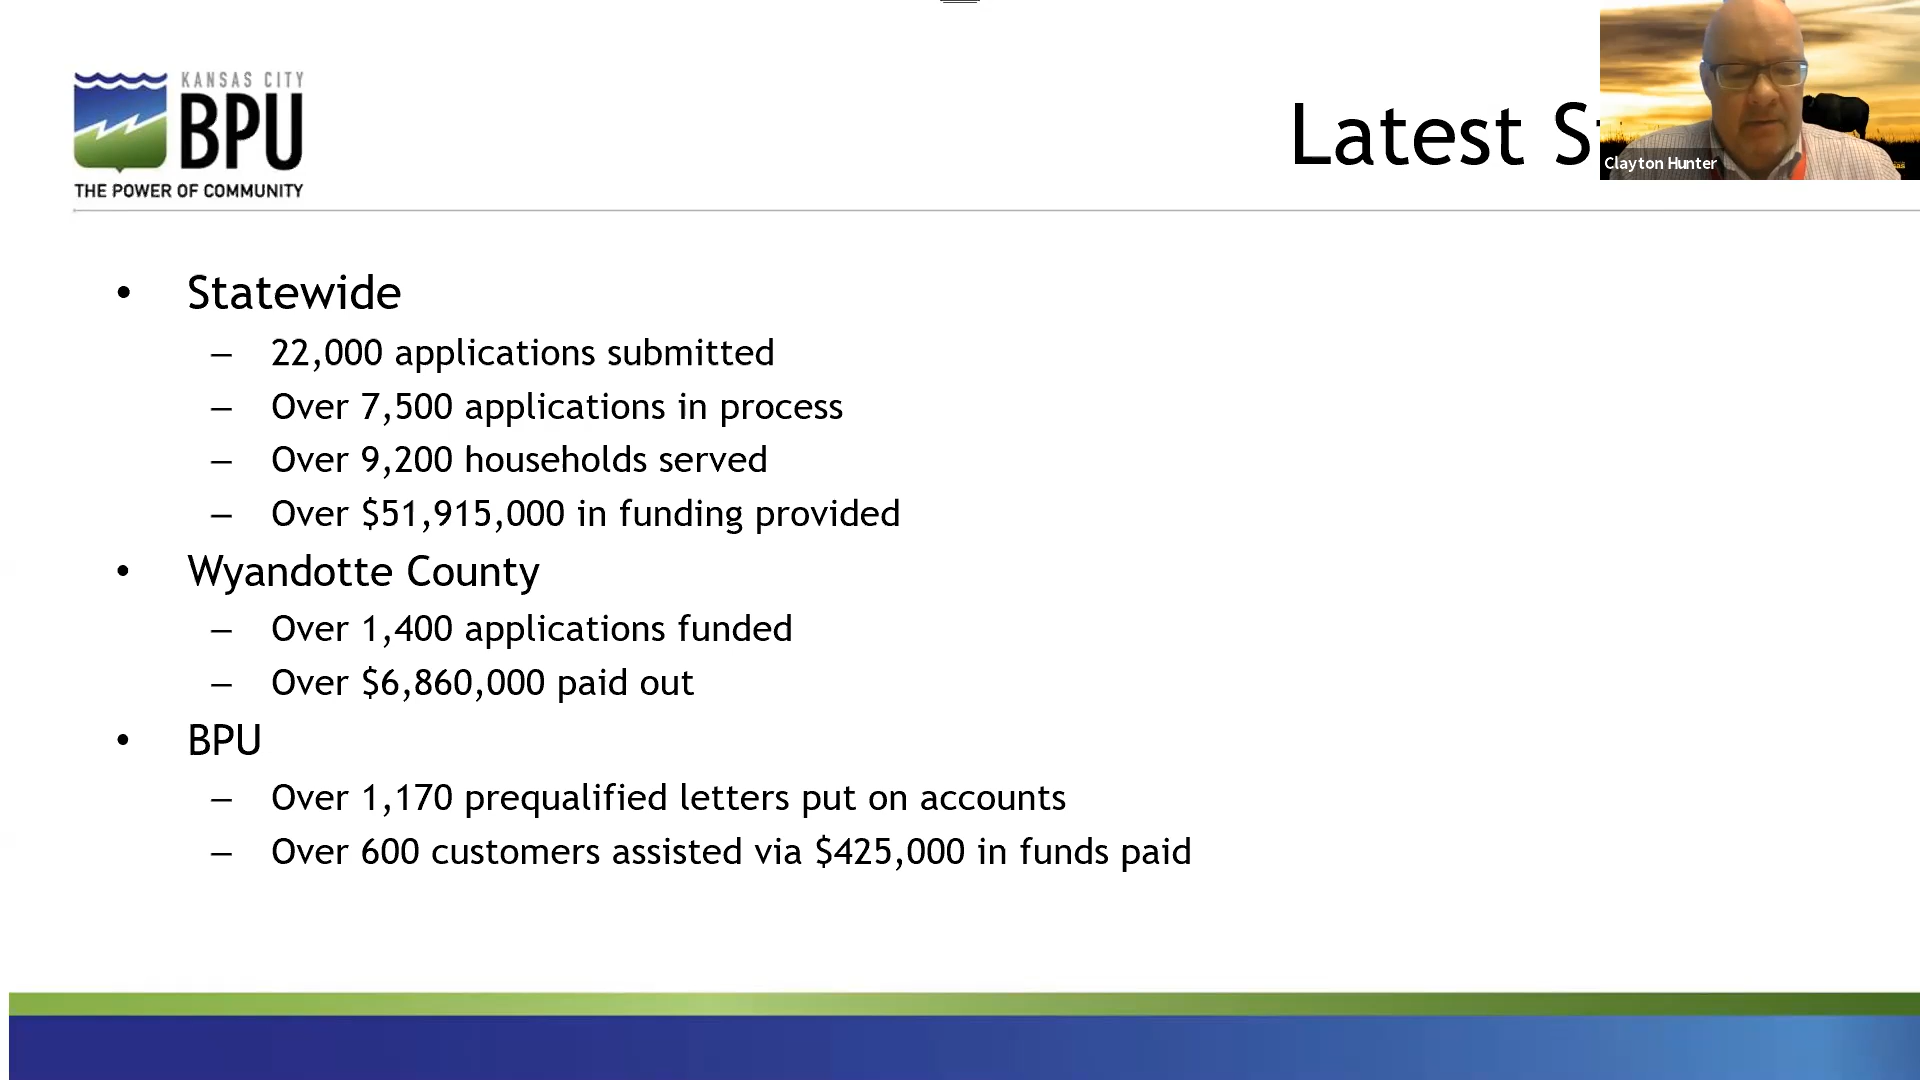 KANSAS CITY
BPU
THE POWER OF COMMUNITY
Latest
Clayton Hunter
• Statewide
– 22,000 applications submitted
– Over 7,500 applications in process
– Over 9,200 households served
– Over $51,915,000 in funding provided
• Wyandotte County
– Over 1,400 applications funded
– Over $6,860,000 paid out
• BPU
– Over 1,170 prequalified letters put on accounts
– Over 600 customers assisted via $425,000 in funds paid